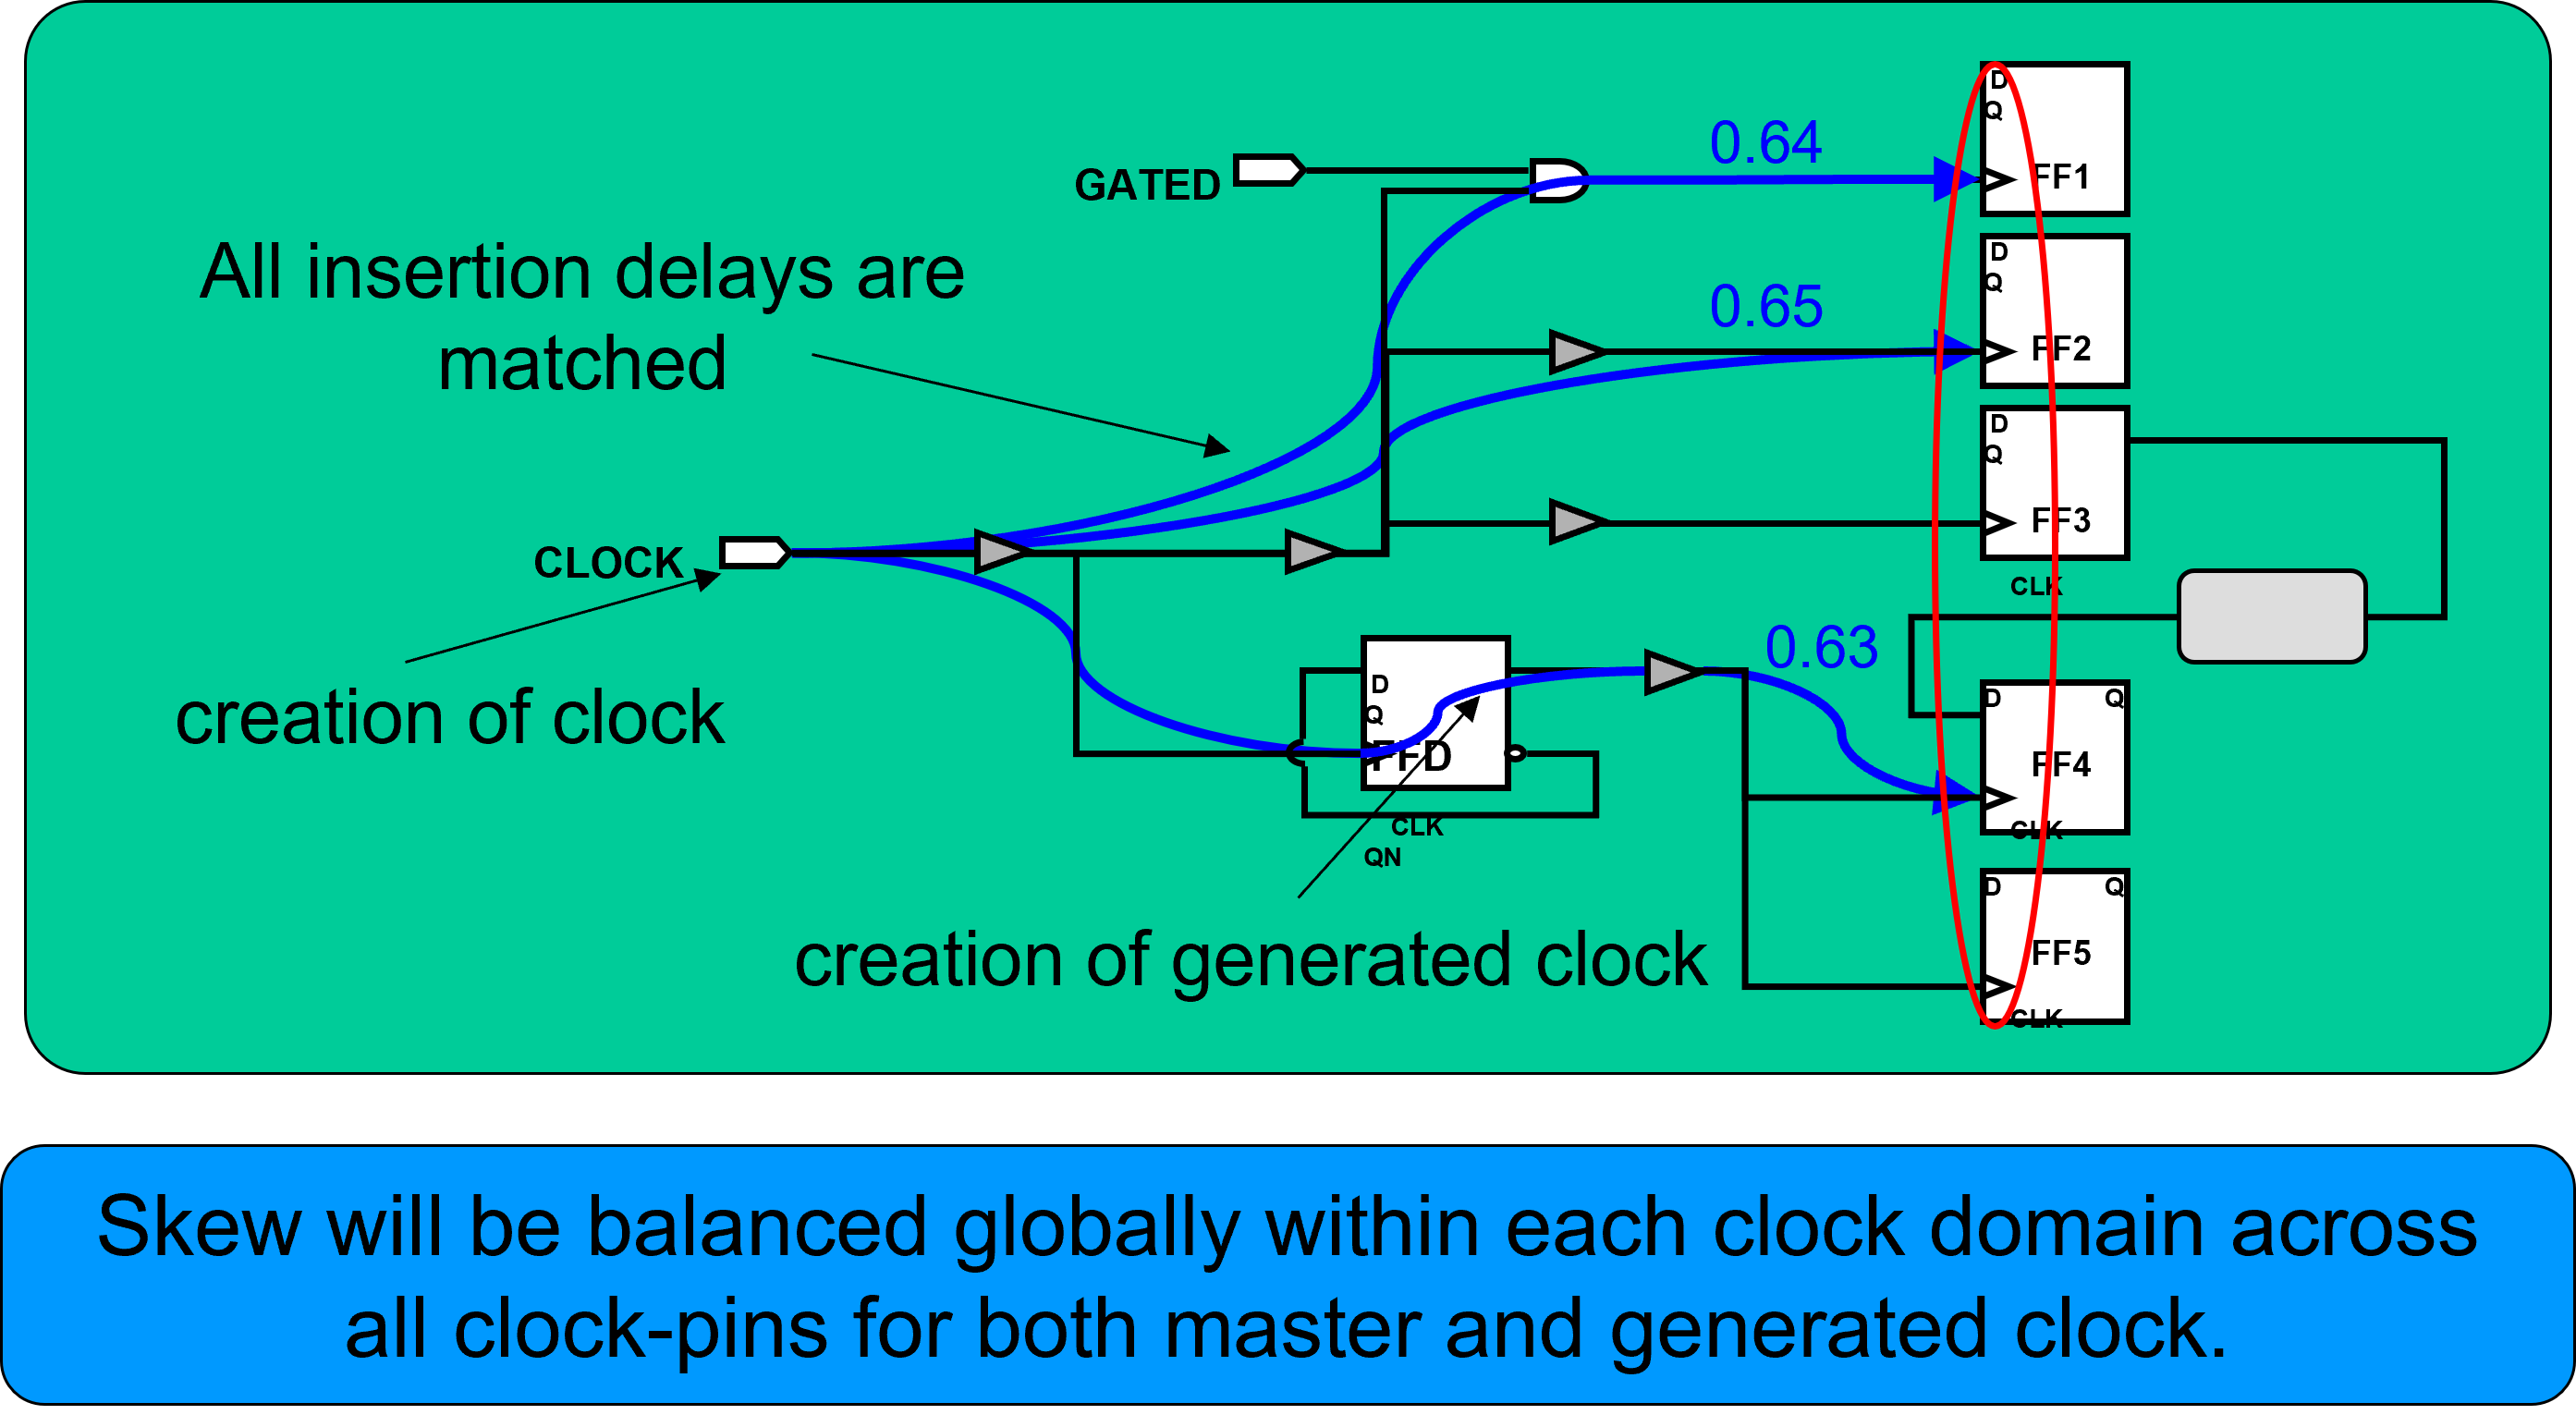 D
Q
FF1
0.64
GATED
D
Q
FF2
0.65
All insertion delays are
matched
D
Q
FF3
CLK
CLOCK
creation of clock
0.63
D
Q
FFD
CLK
QN
D Q
FF4
CLK
D Q
FF5
CLK
creation of generated clock
Skew will be balanced globally within each clock domain across
all clock-pins for both master and generated clock.